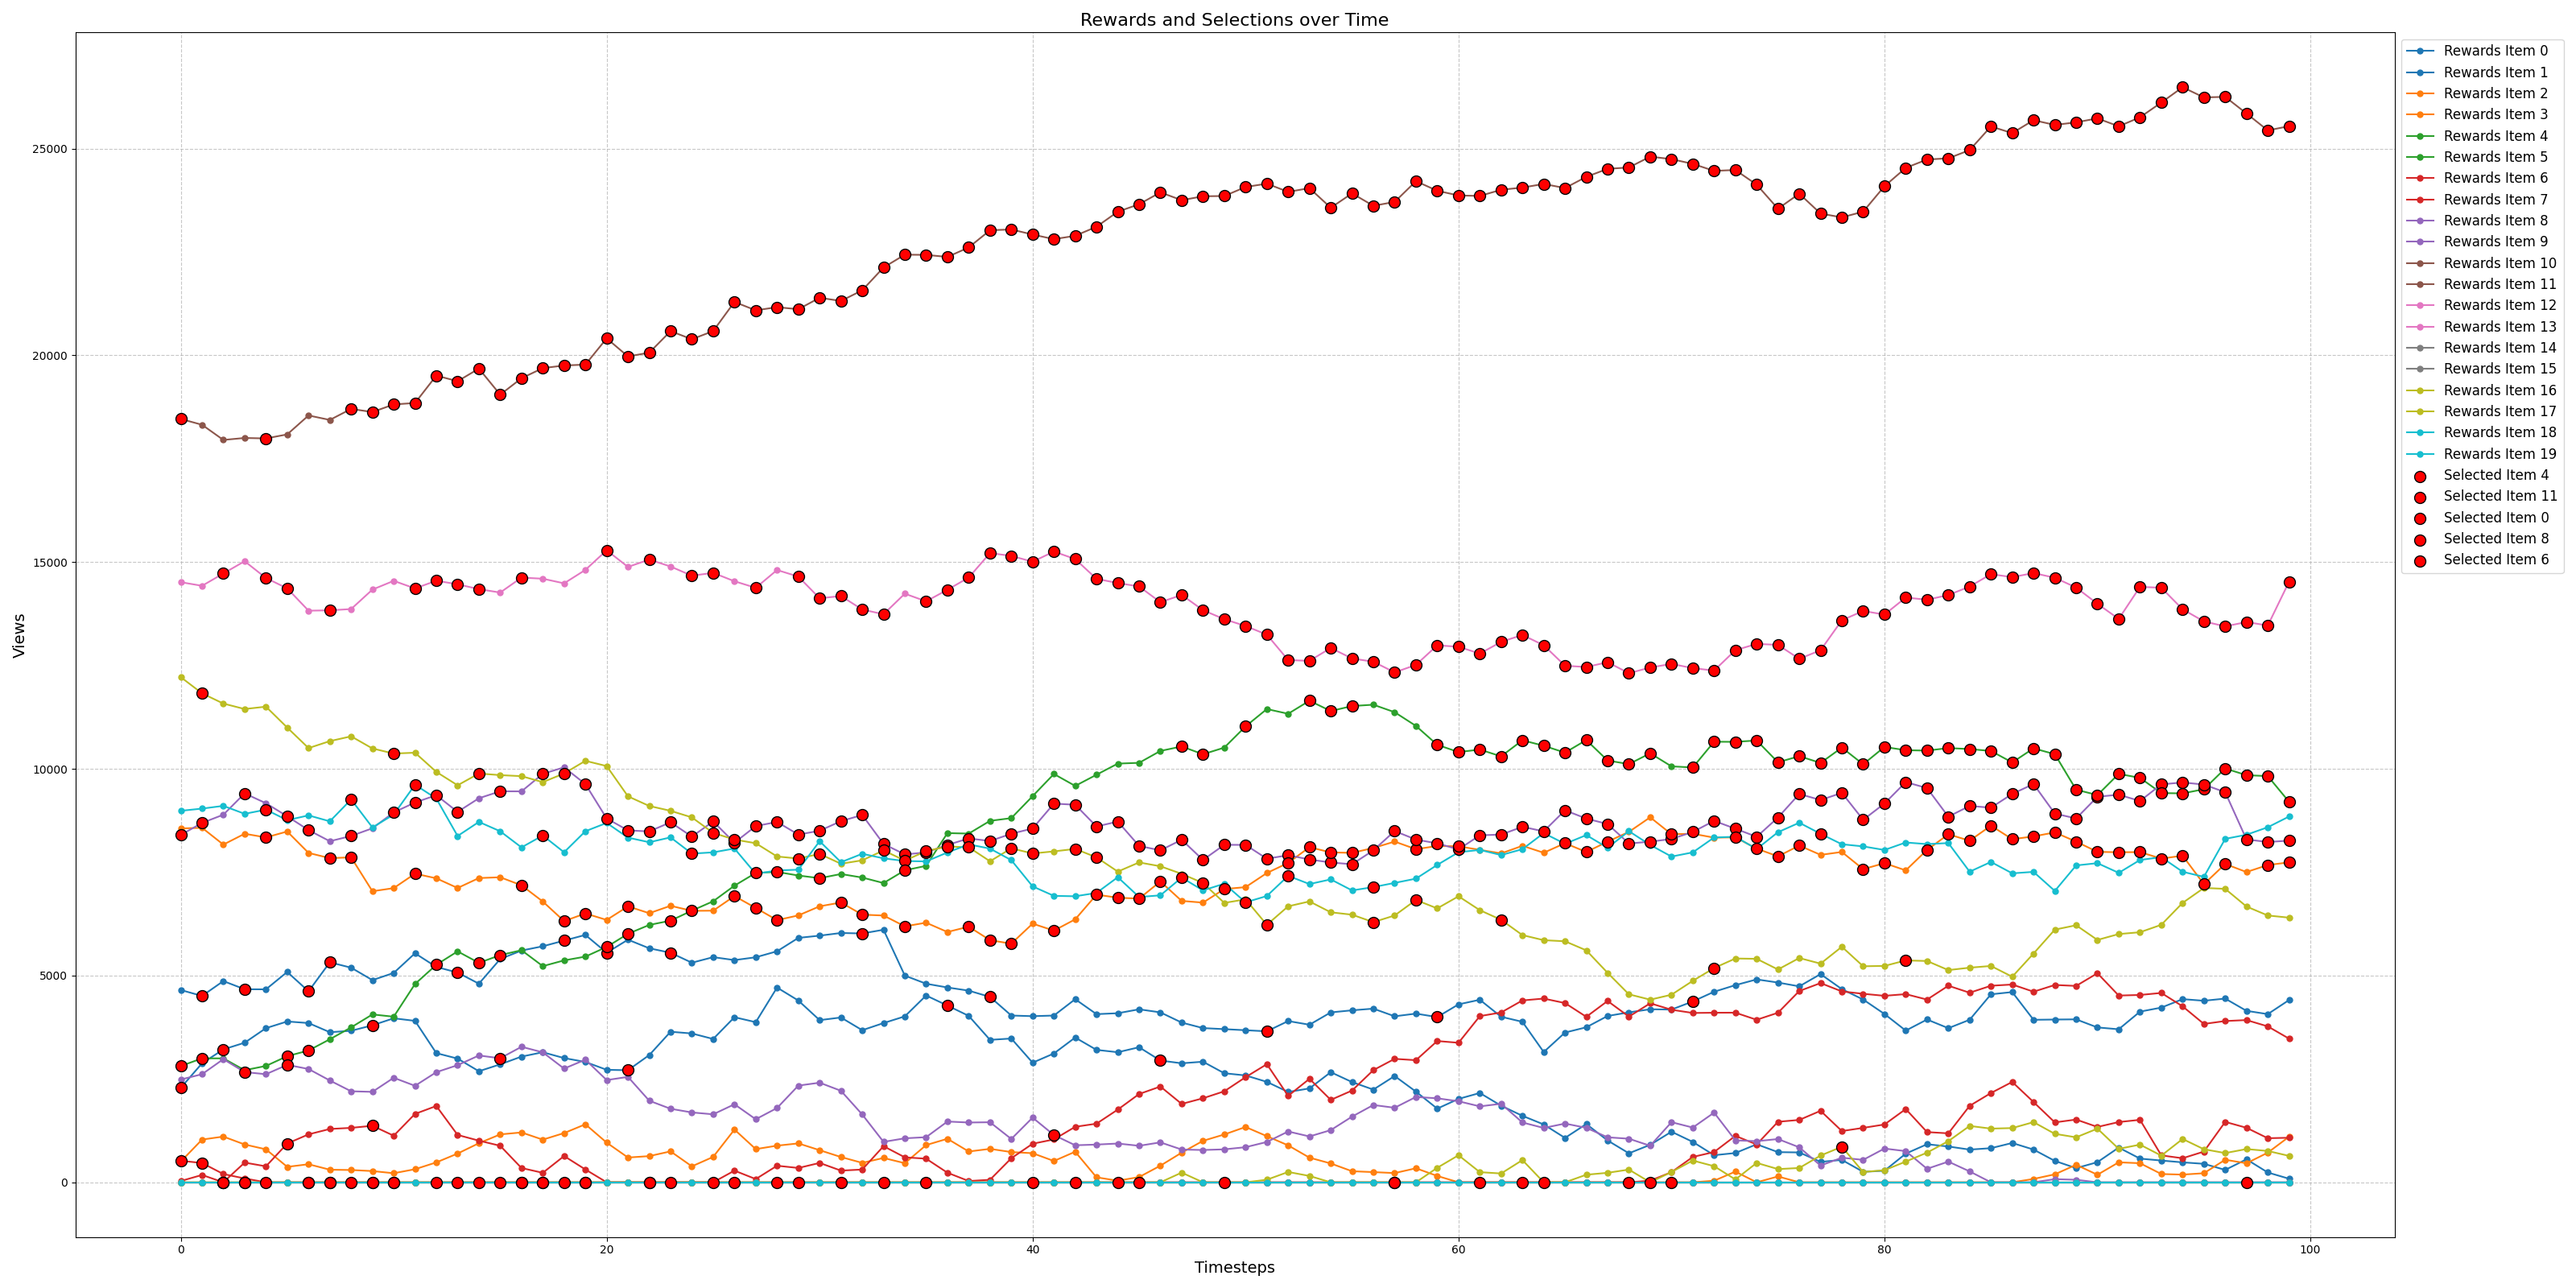 Rewards and Selections over Time
Views
25000
20000
15000
10000
5000
0
0
20
40
60
80
100
Timesteps
Rewards Item 0
Rewards Item 1
Rewards Item 2
Rewards Item 3
Rewards Item 4
Rewards Item 5
Rewards Item 6
Rewards Item 7
Rewards Item 8
Rewards Item 9
Rewards Item 10
Rewards Item 11
Rewards Item 12
Rewards Item 13
Rewards Item 14
Rewards Item 15
Rewards Item 16
Rewards Item 17
Rewards Item 18
Rewards Item 19
Selected Item 4
Selected Item 11
Selected Item 0
Selected Item 8
Selected Item 6